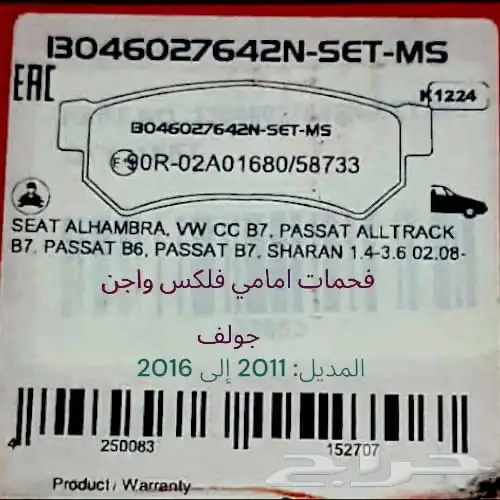 13046027642N-SET-MS
EAC
K1224
13046027642N-SET-MS
E1 90R-02A01680/58733
SEAT ALHAMBRA, VW CC B7, PASSAT ALLTRACK
B7, PASSAT B6, PASSAT B7, SHARAN 1.4-3.6 02.08-
فحمات امامي فلكس واجن
جولف
المديل: 2011 إلى 2016
4 250083 152707
Product / Warranty
حراج